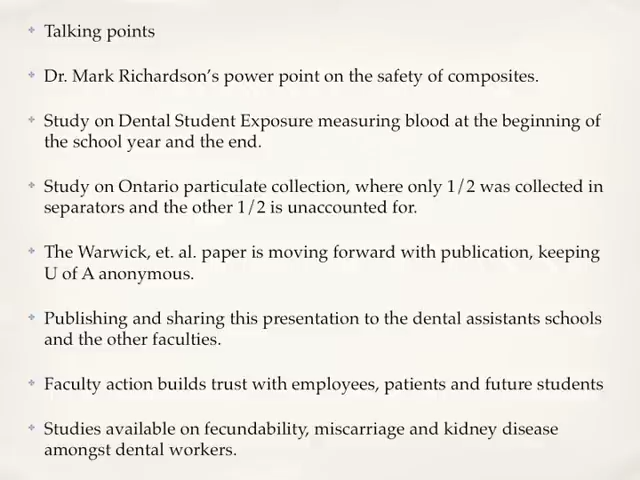 Talking points
Dr. Mark Richardson's power point on the safety of composites.
Study on Dental Student Exposure measuring blood at the beginning of
the school year and the end.
Study on Ontario particulate collection, where only 1/2 was collected in
separators and the other 1/2 is unaccounted for.
The Warwick, et. al. paper is moving forward with publication, keeping
U of A anonymous.
Publishing and sharing this presentation to the dental assistants schools
and the other faculties.
Faculty action builds trust with employees, patients and future students
Studies available on fecundability, miscarriage and kidney disease
amongst dental workers.